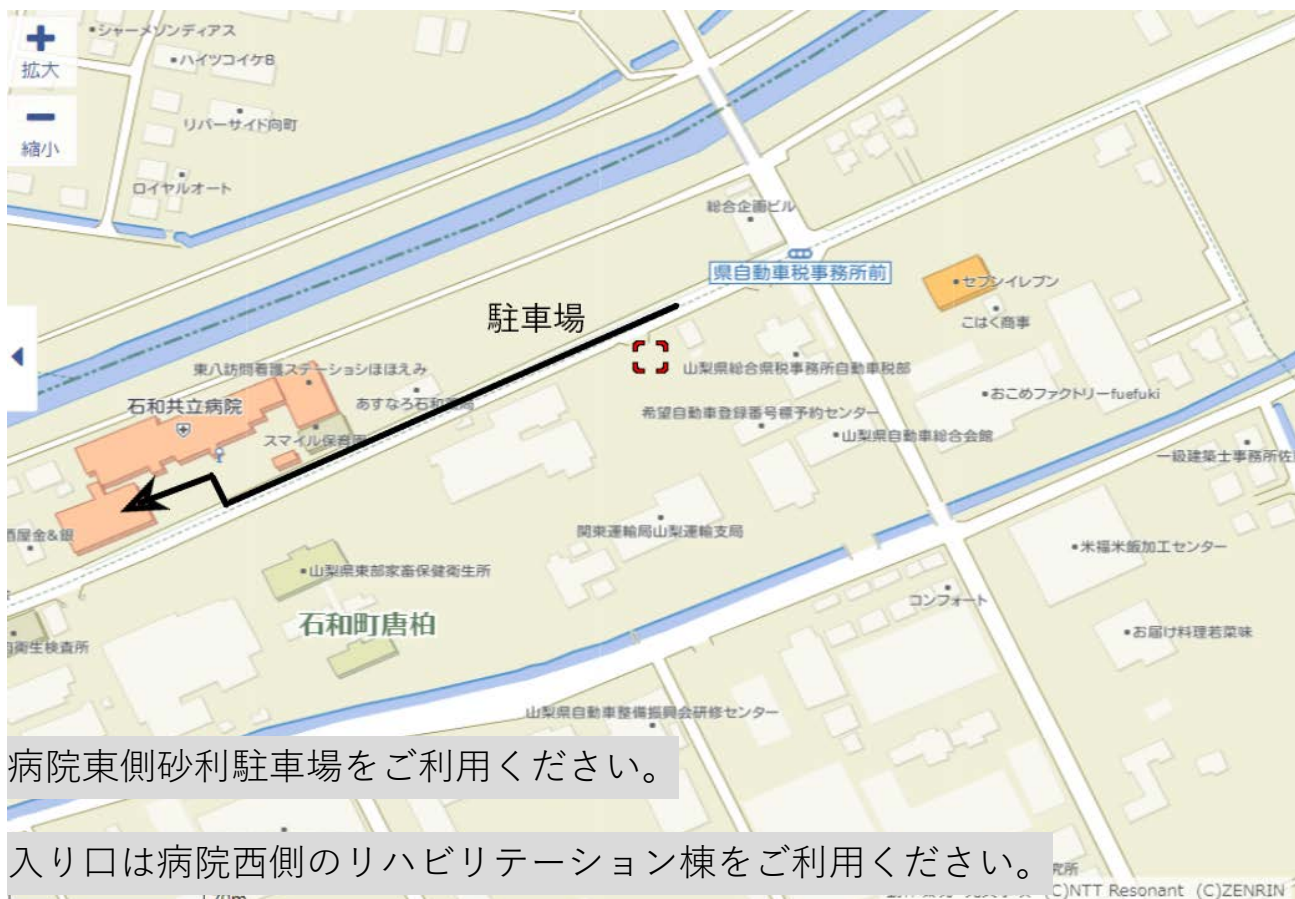 拡大
縮小
•シャーメゾンディアス
•ハイツコイケB
リバーサイド向町
ロイヤルオート
総合企画ビル
県自動車税事務所前
•セブンイレブン
こはく商事
駐車場
東八訪問看護ステーションほほえみ
山梨県総合県税事務所自動車税部
石和共立病院
あすなろ石和薬局
•おこめファクトリーfuefuki
希望自動車登録番号標予約センター
スマイル保育園
•山梨県自動車総合会館
一級建築士事務所佐
酒屋金&銀
関東運輸局山梨運輸支局
•米福米飯加工センター
•山梨県東部家畜保健衛生所
コンフォート
石和町唐柏
•お届け料理若菜味
衛生検査所
山梨県自動車整備振興会研修センター
病院東側砂利駐車場をご利用ください。
入り口は病院西側のリハビリテーション棟をご利用ください。
究所
(C)NTT Resonant (C)ZENRIN